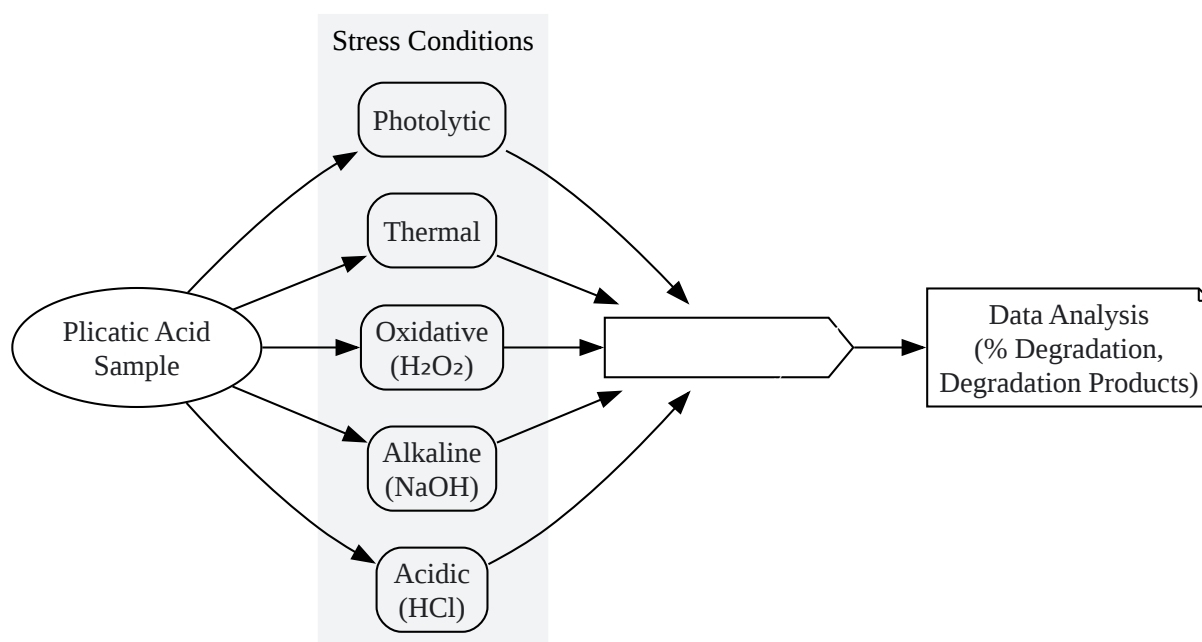 Stress Conditions
Photolytic
Thermal
Plicatic Acid
Sample
Oxidative
(H₂O₂)
Alkaline
(NaOH)
Acidic
(HCl)
Data Analysis
(% Degradation,
Degradation Products)